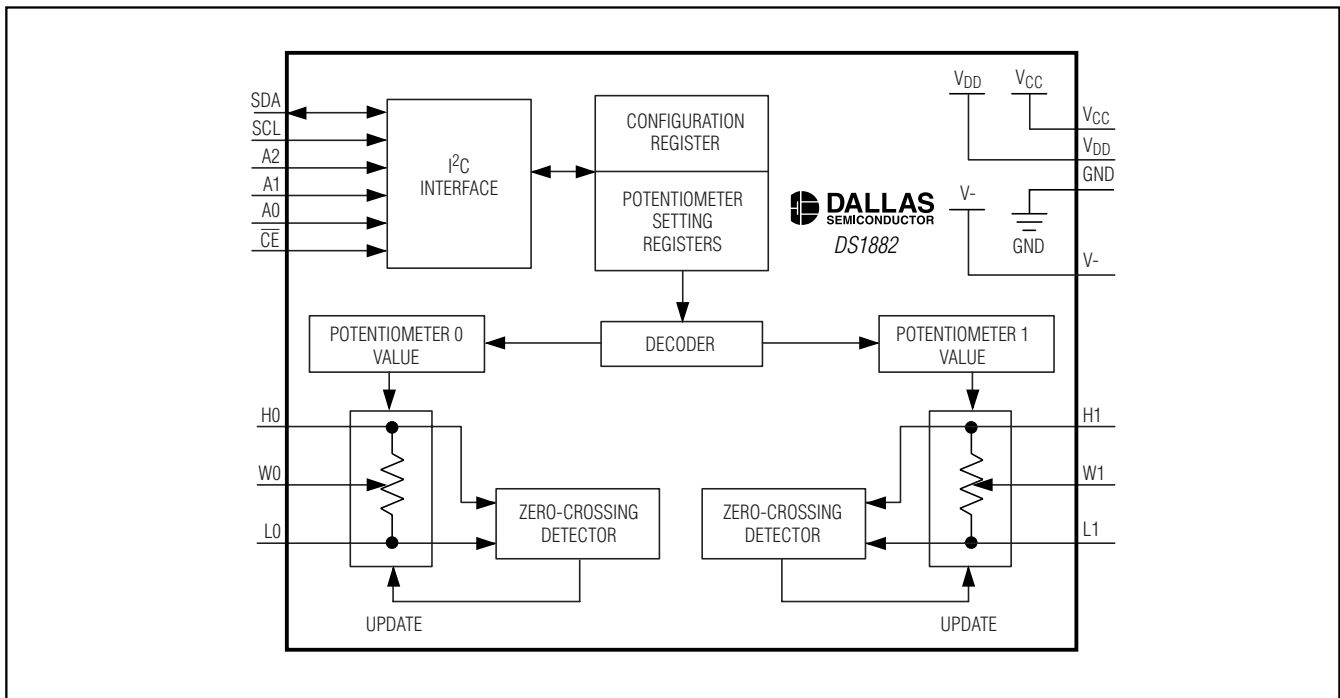 SDA
SCL
A2
A1
A0
C̅E̅
I²C
INTERFACE
CONFIGURATION
REGISTER
POTENTIOMETER
SETTING
REGISTERS
DALLAS
SEMICONDUCTOR
DS1882
VDD
VCC
VCC
VDD
GND
V-
GND
V-
POTENTIOMETER 0
VALUE
DECODER
POTENTIOMETER 1
VALUE
H0
W0
L0
ZERO-CROSSING
DETECTOR
UPDATE
ZERO-CROSSING
DETECTOR
UPDATE
H1
W1
L1